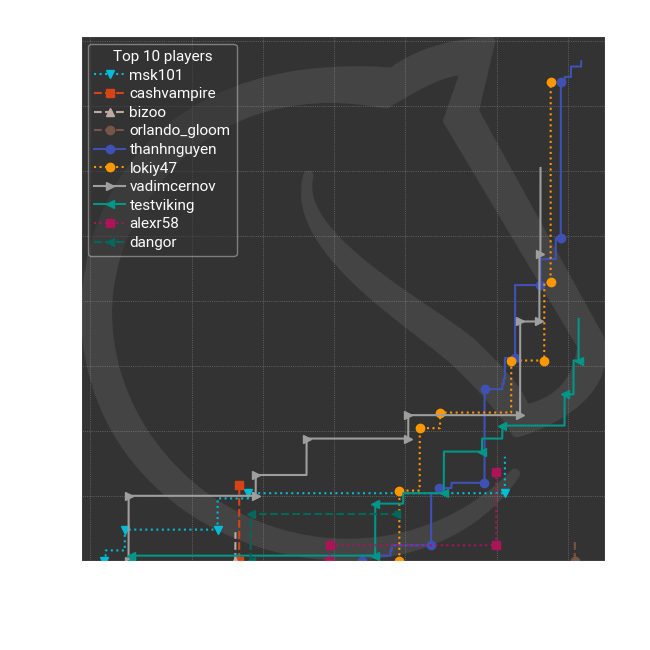 Top 10 players
msk101
cashvampire
bizoo
orlando_gloom
thanhnguyen
lokiy47
vadimcernov
testviking
alexr58
dangor